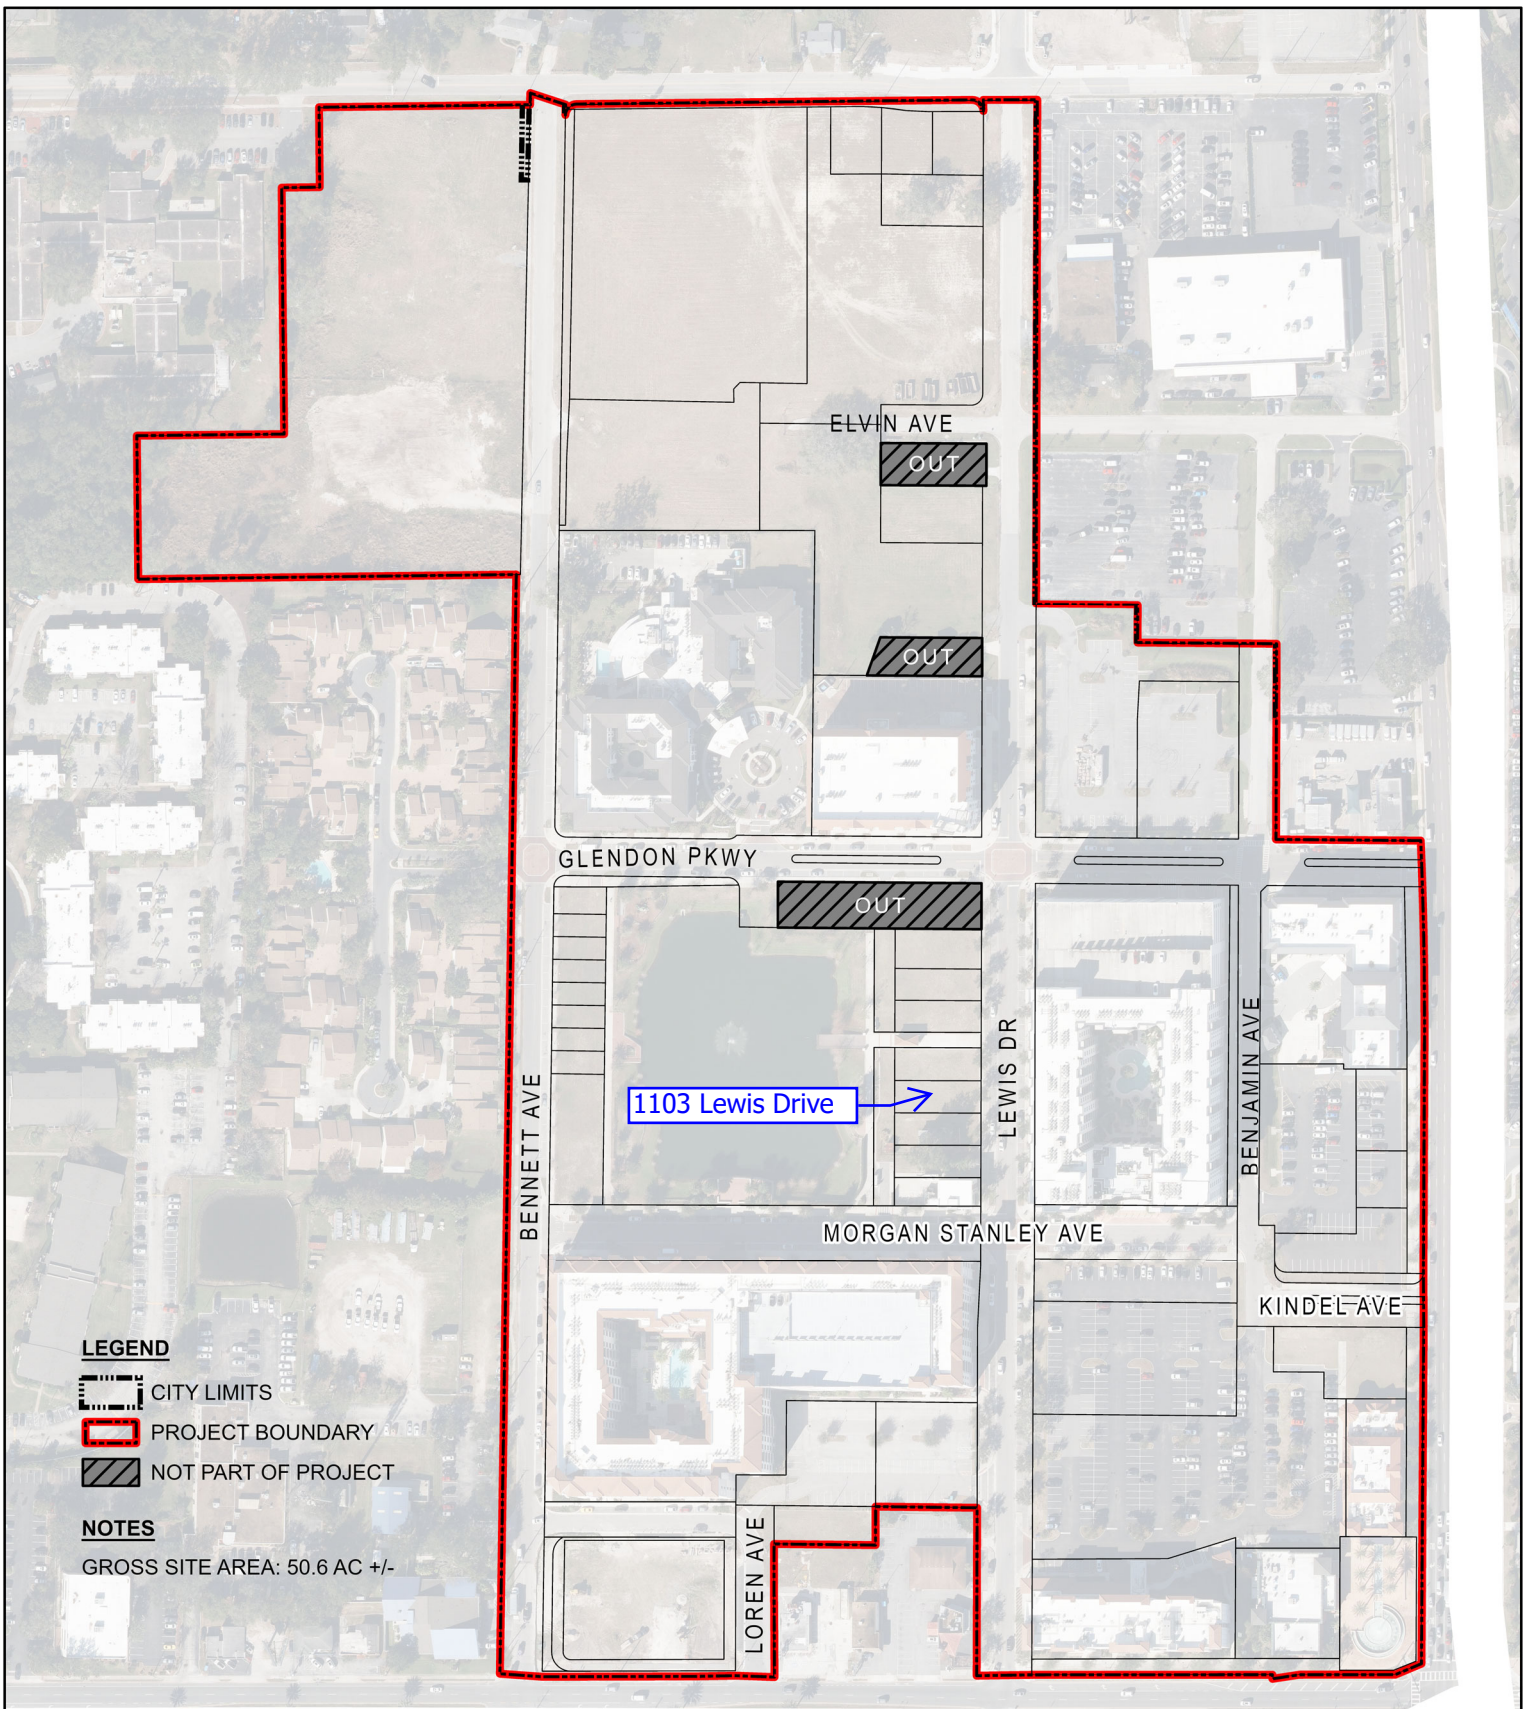 ELVIN AVE
OUT
OUT
GLENDON PKWY
OUT
LEWIS DR
BENJAMIN AVE
BENNETT AVE
1103 Lewis Drive
MORGAN STANLEY AVE
KINDEL AVE
LOREN AVE
LEGEND
CITY LIMITS
PROJECT BOUNDARY
NOT PART OF PROJECT
NOTES
GROSS SITE AREA: 50.6 AC +/-